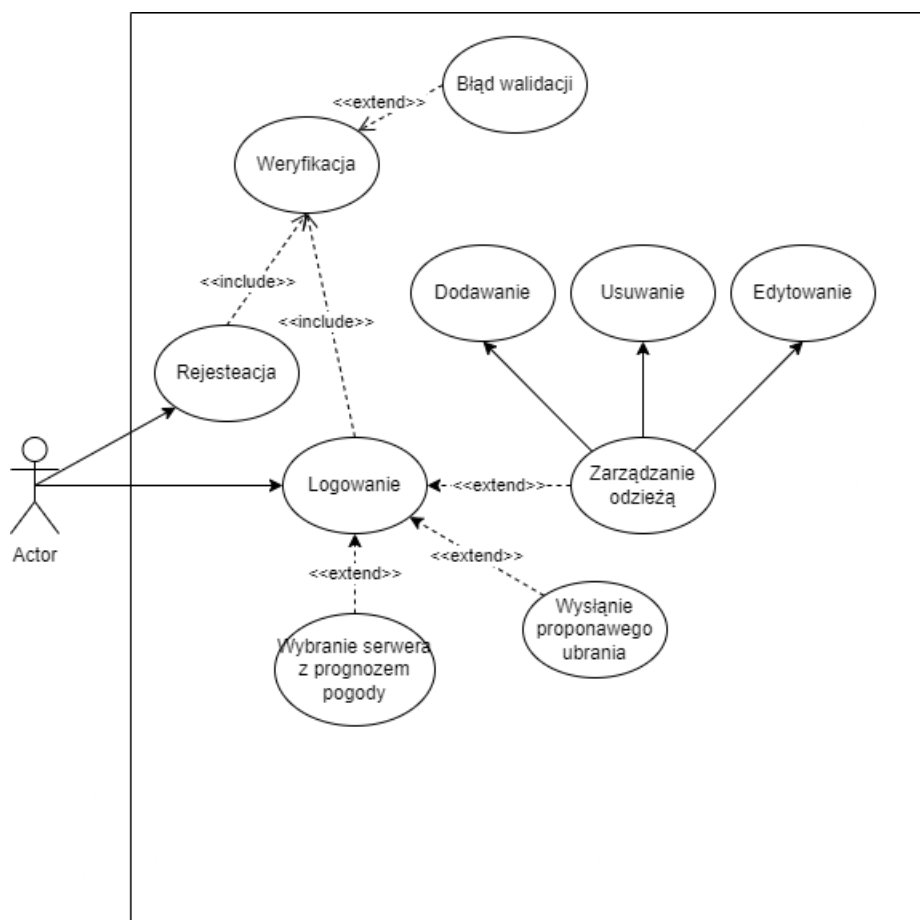 Błąd walidacji
<<extend>>
Weryfikacja
<<include>>
<<include>>
Dodawanie
Usuwanie
Edytowanie
Rejesteacja
Logowanie
<<extend>>
Zarządzanie
odzieżą
Actor
<<extend>>
<<extend>>
Wybranie serwera
z prognozem
pogody
Wysłąnie
proponawego
ubrania